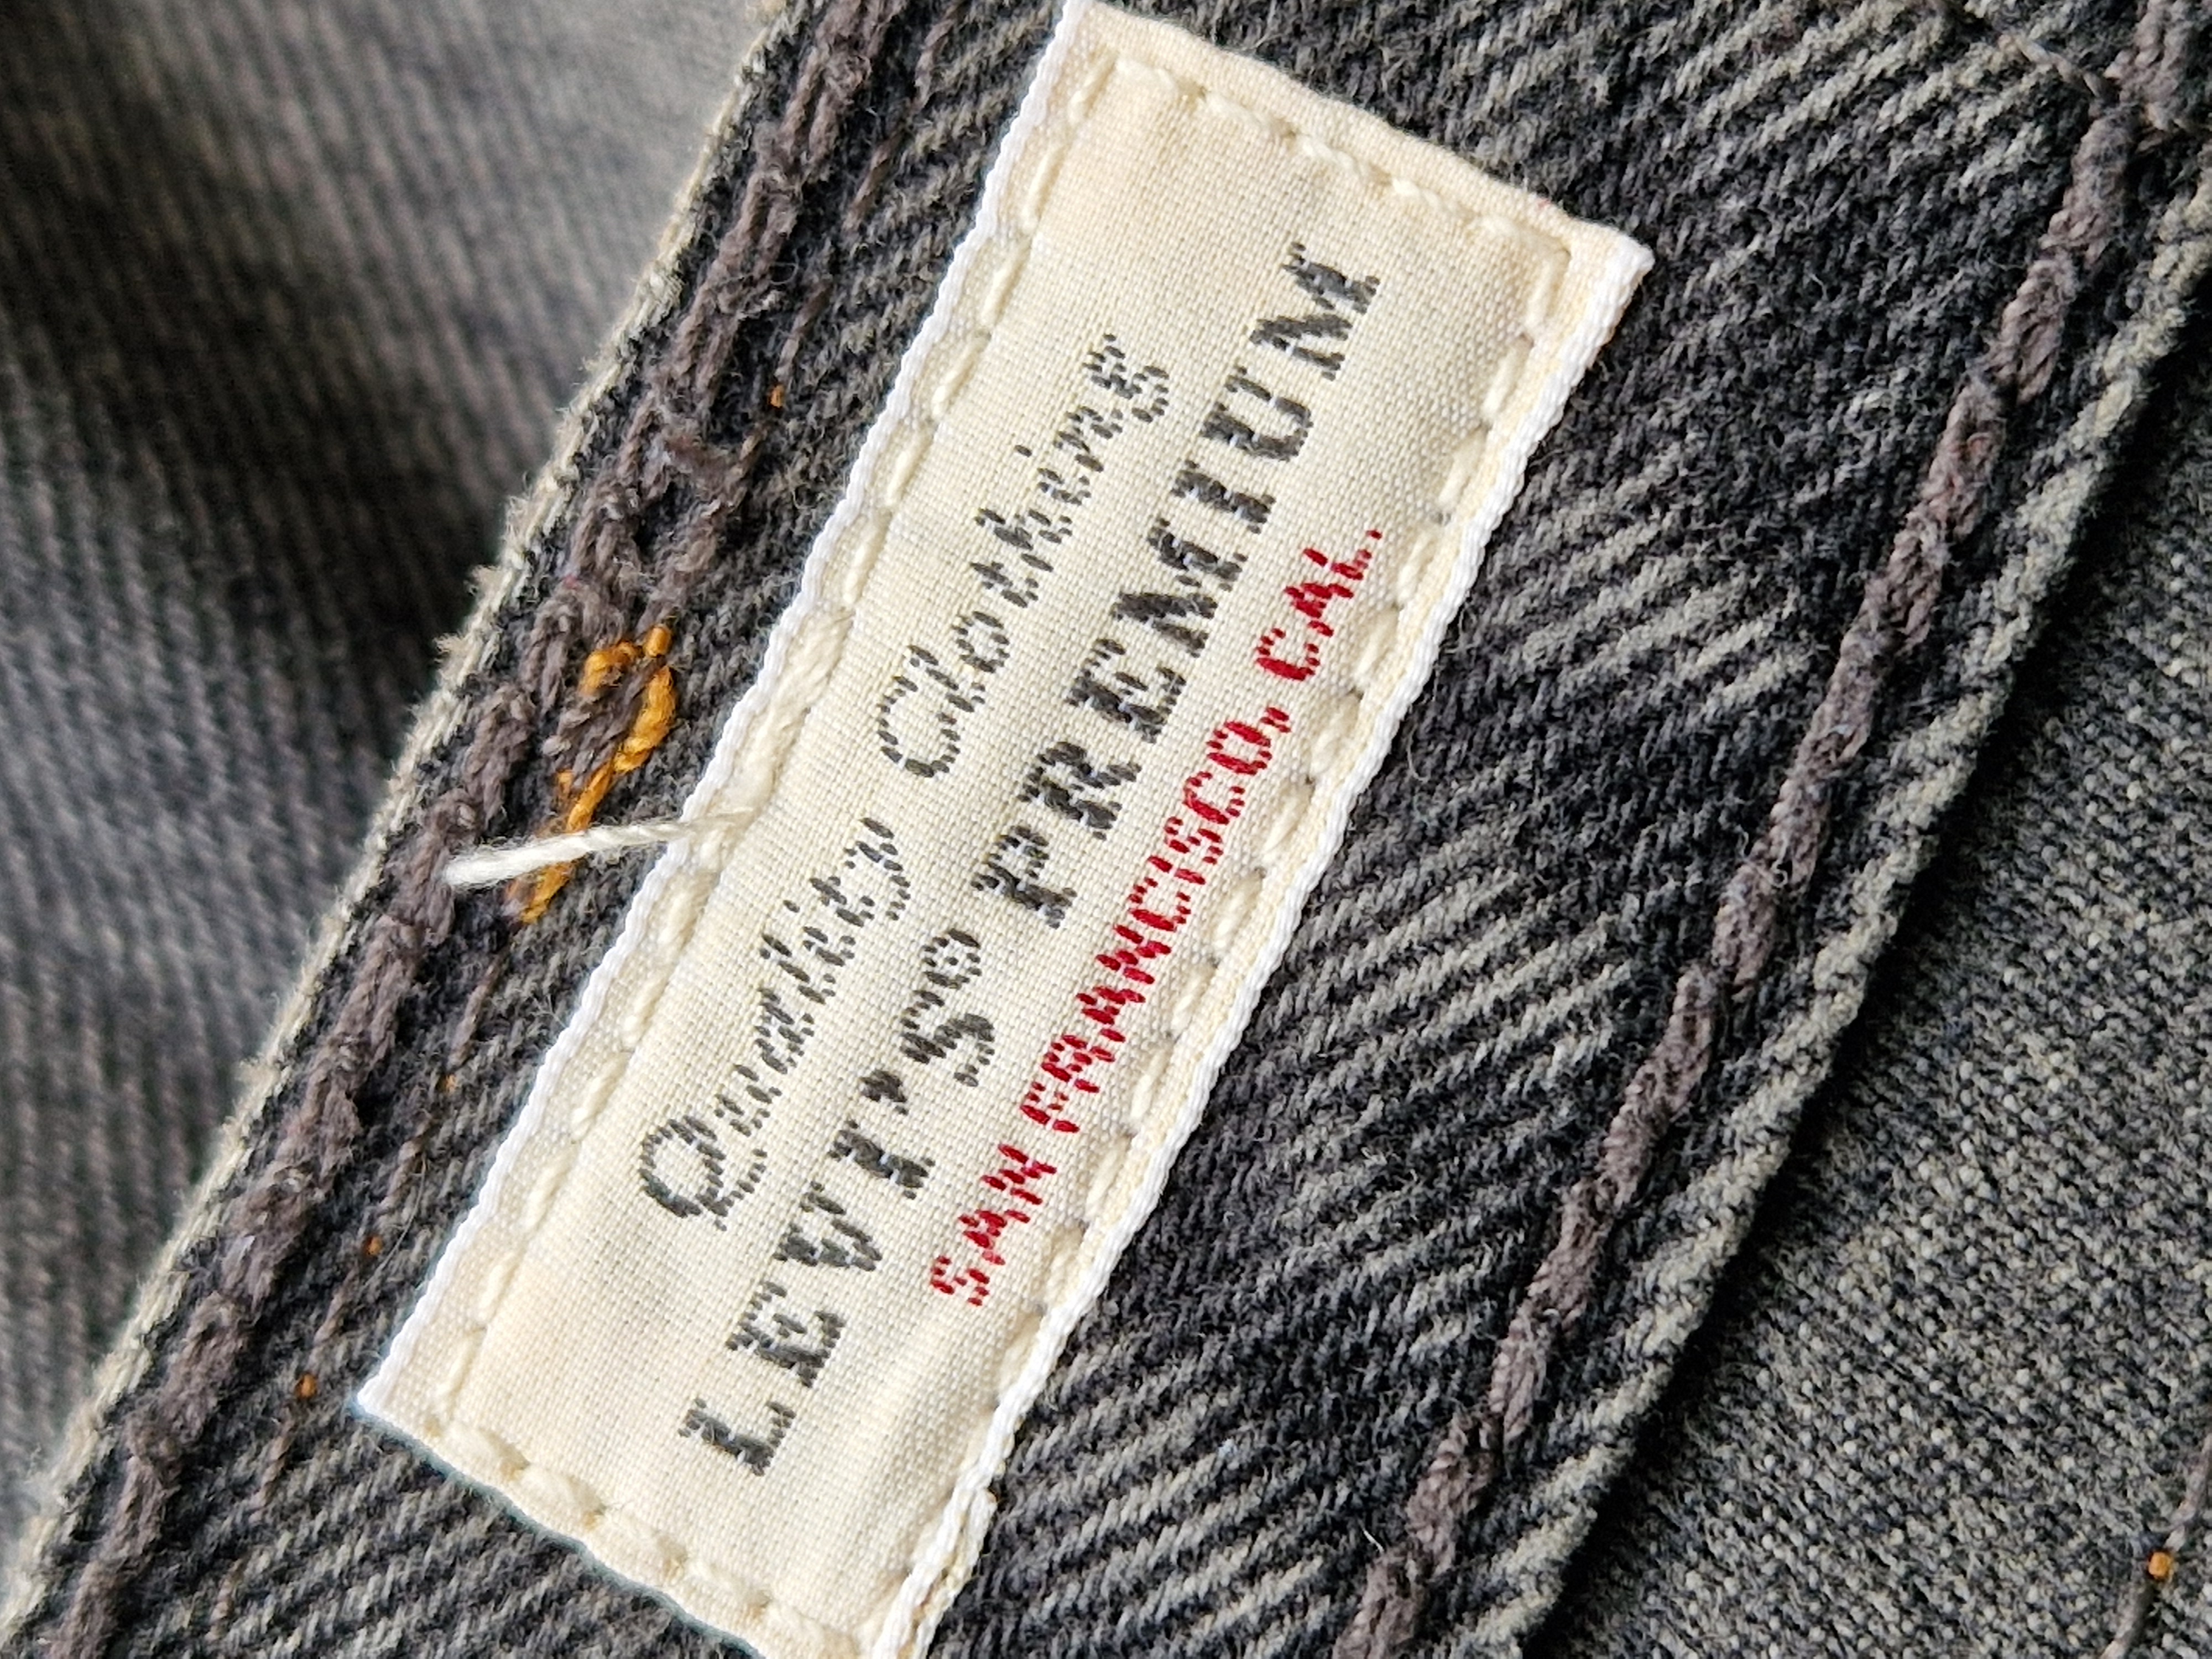 Quality Clothing
LEVI'S® PREMIUM
SAN FRANCISCO, CAL.